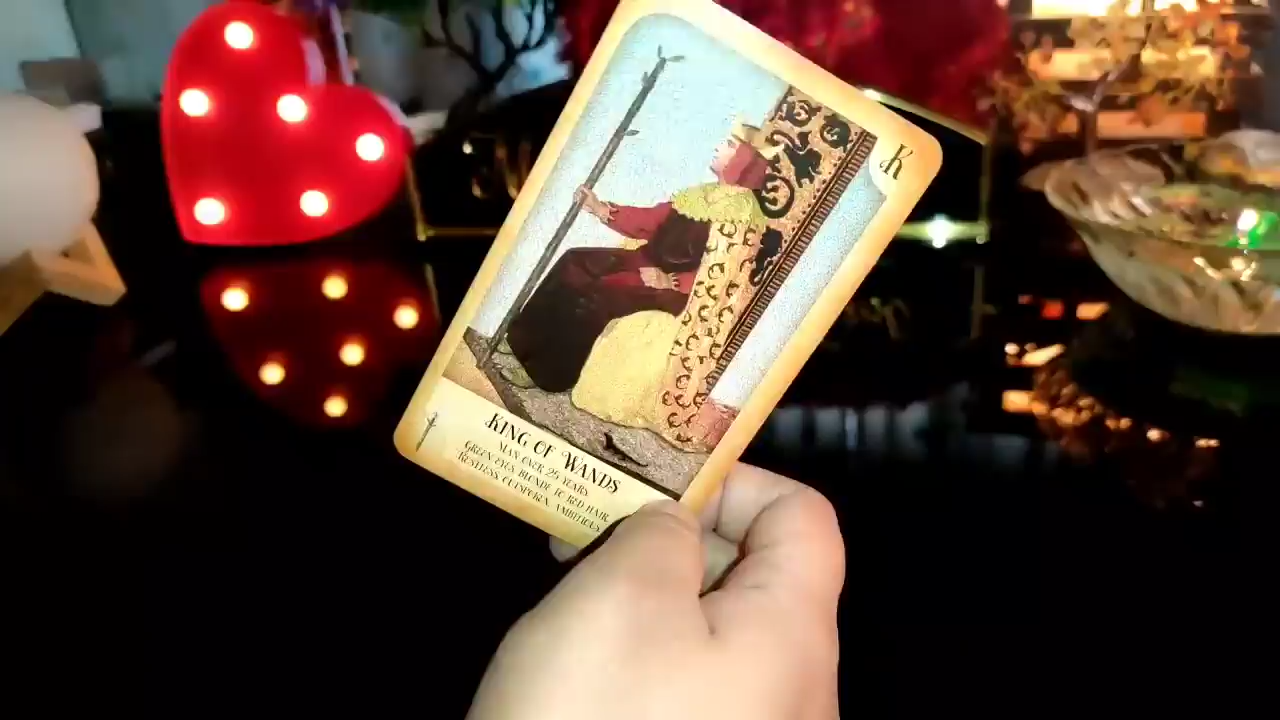 K
KING OF WANDS
MAN OVER 25 YEARS.
GREEN EYES, BLONDE TO RED HAIR.
RESTLESS, OUTSPOKEN, AMBITIOUS.